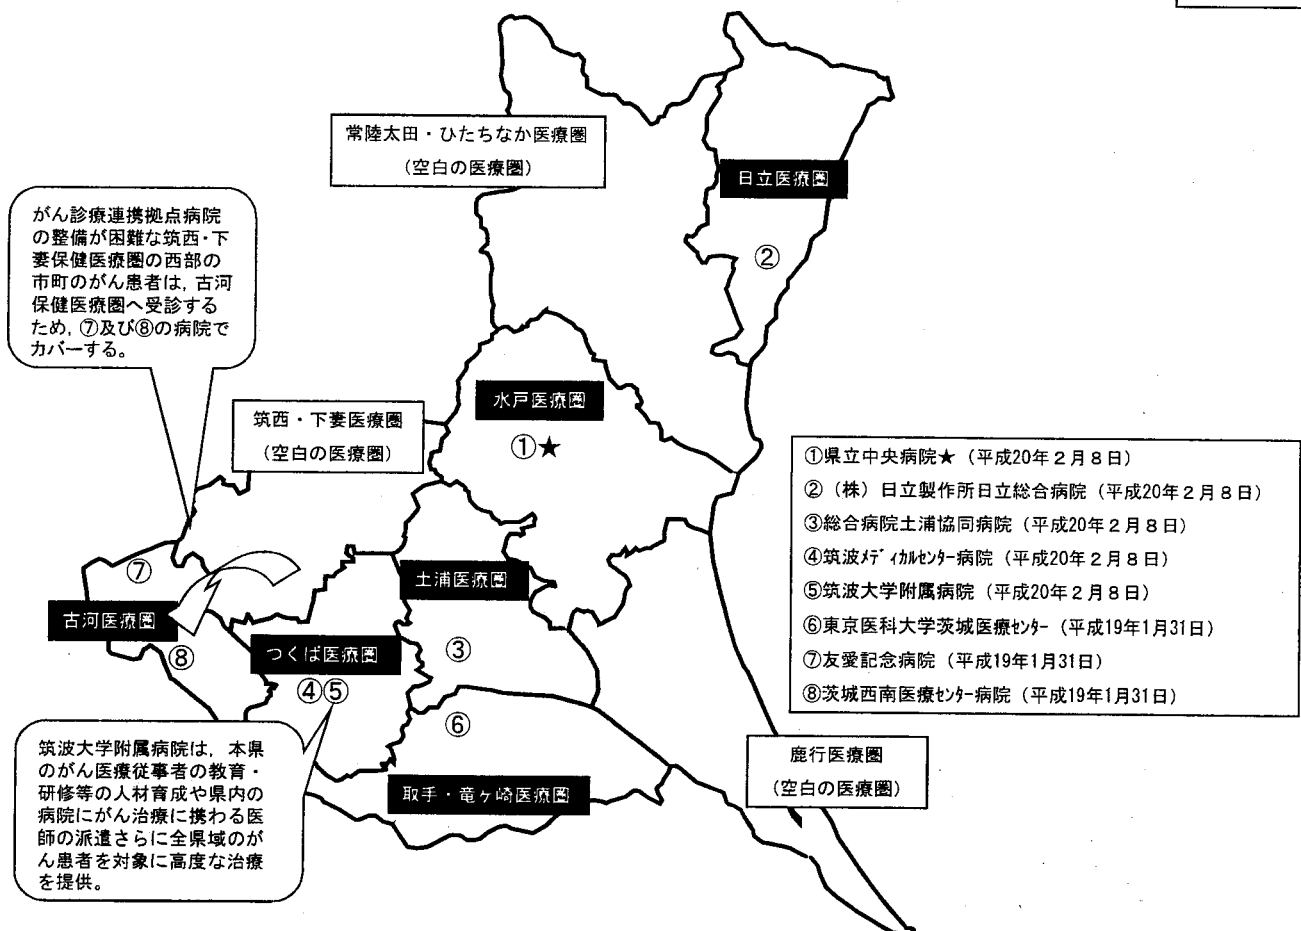 常陸太田・ひたちなか医療圏
(空白の医療圏)
日立医療圏
がん診療連携拠点病院
の整備が困難な筑西・下
妻保健医療圏の西部の
市町のがん患者は，古河
保健医療圏へ受診する
ため，⑦及び⑧の病院で
カバーする。
②
水戸医療圏
①★
筑西・下妻医療圏
(空白の医療圏)
①県立中央病院★（平成20年２月８日）
②（株）日立製作所日立総合病院（平成20年２月８日）
③総合病院土浦協同病院（平成20年２月８日）
④筑波ﾒﾃﾞｨｶﾙｾﾝﾀｰ病院（平成20年２月８日）
⑤筑波大学附属病院（平成20年２月８日）
⑥東京医科大学茨城医療ｾﾝﾀｰ（平成19年1月31日）
⑦友愛記念病院（平成19年1月31日）
⑧茨城西南医療ｾﾝﾀｰ病院（平成19年1月31日）
⑦
土浦医療圏
古河医療圏
⑧
つくば医療圏
③
④⑤
⑥
取手・竜ヶ崎医療圏
鹿行医療圏
(空白の医療圏)
筑波大学附属病院は，本県
のがん医療従事者の教育・
研修等の人材育成や県内の
病院にがん治療に携わる医
師の派遣さらに全県域のが
ん患者を対象に高度な治療
を提供。